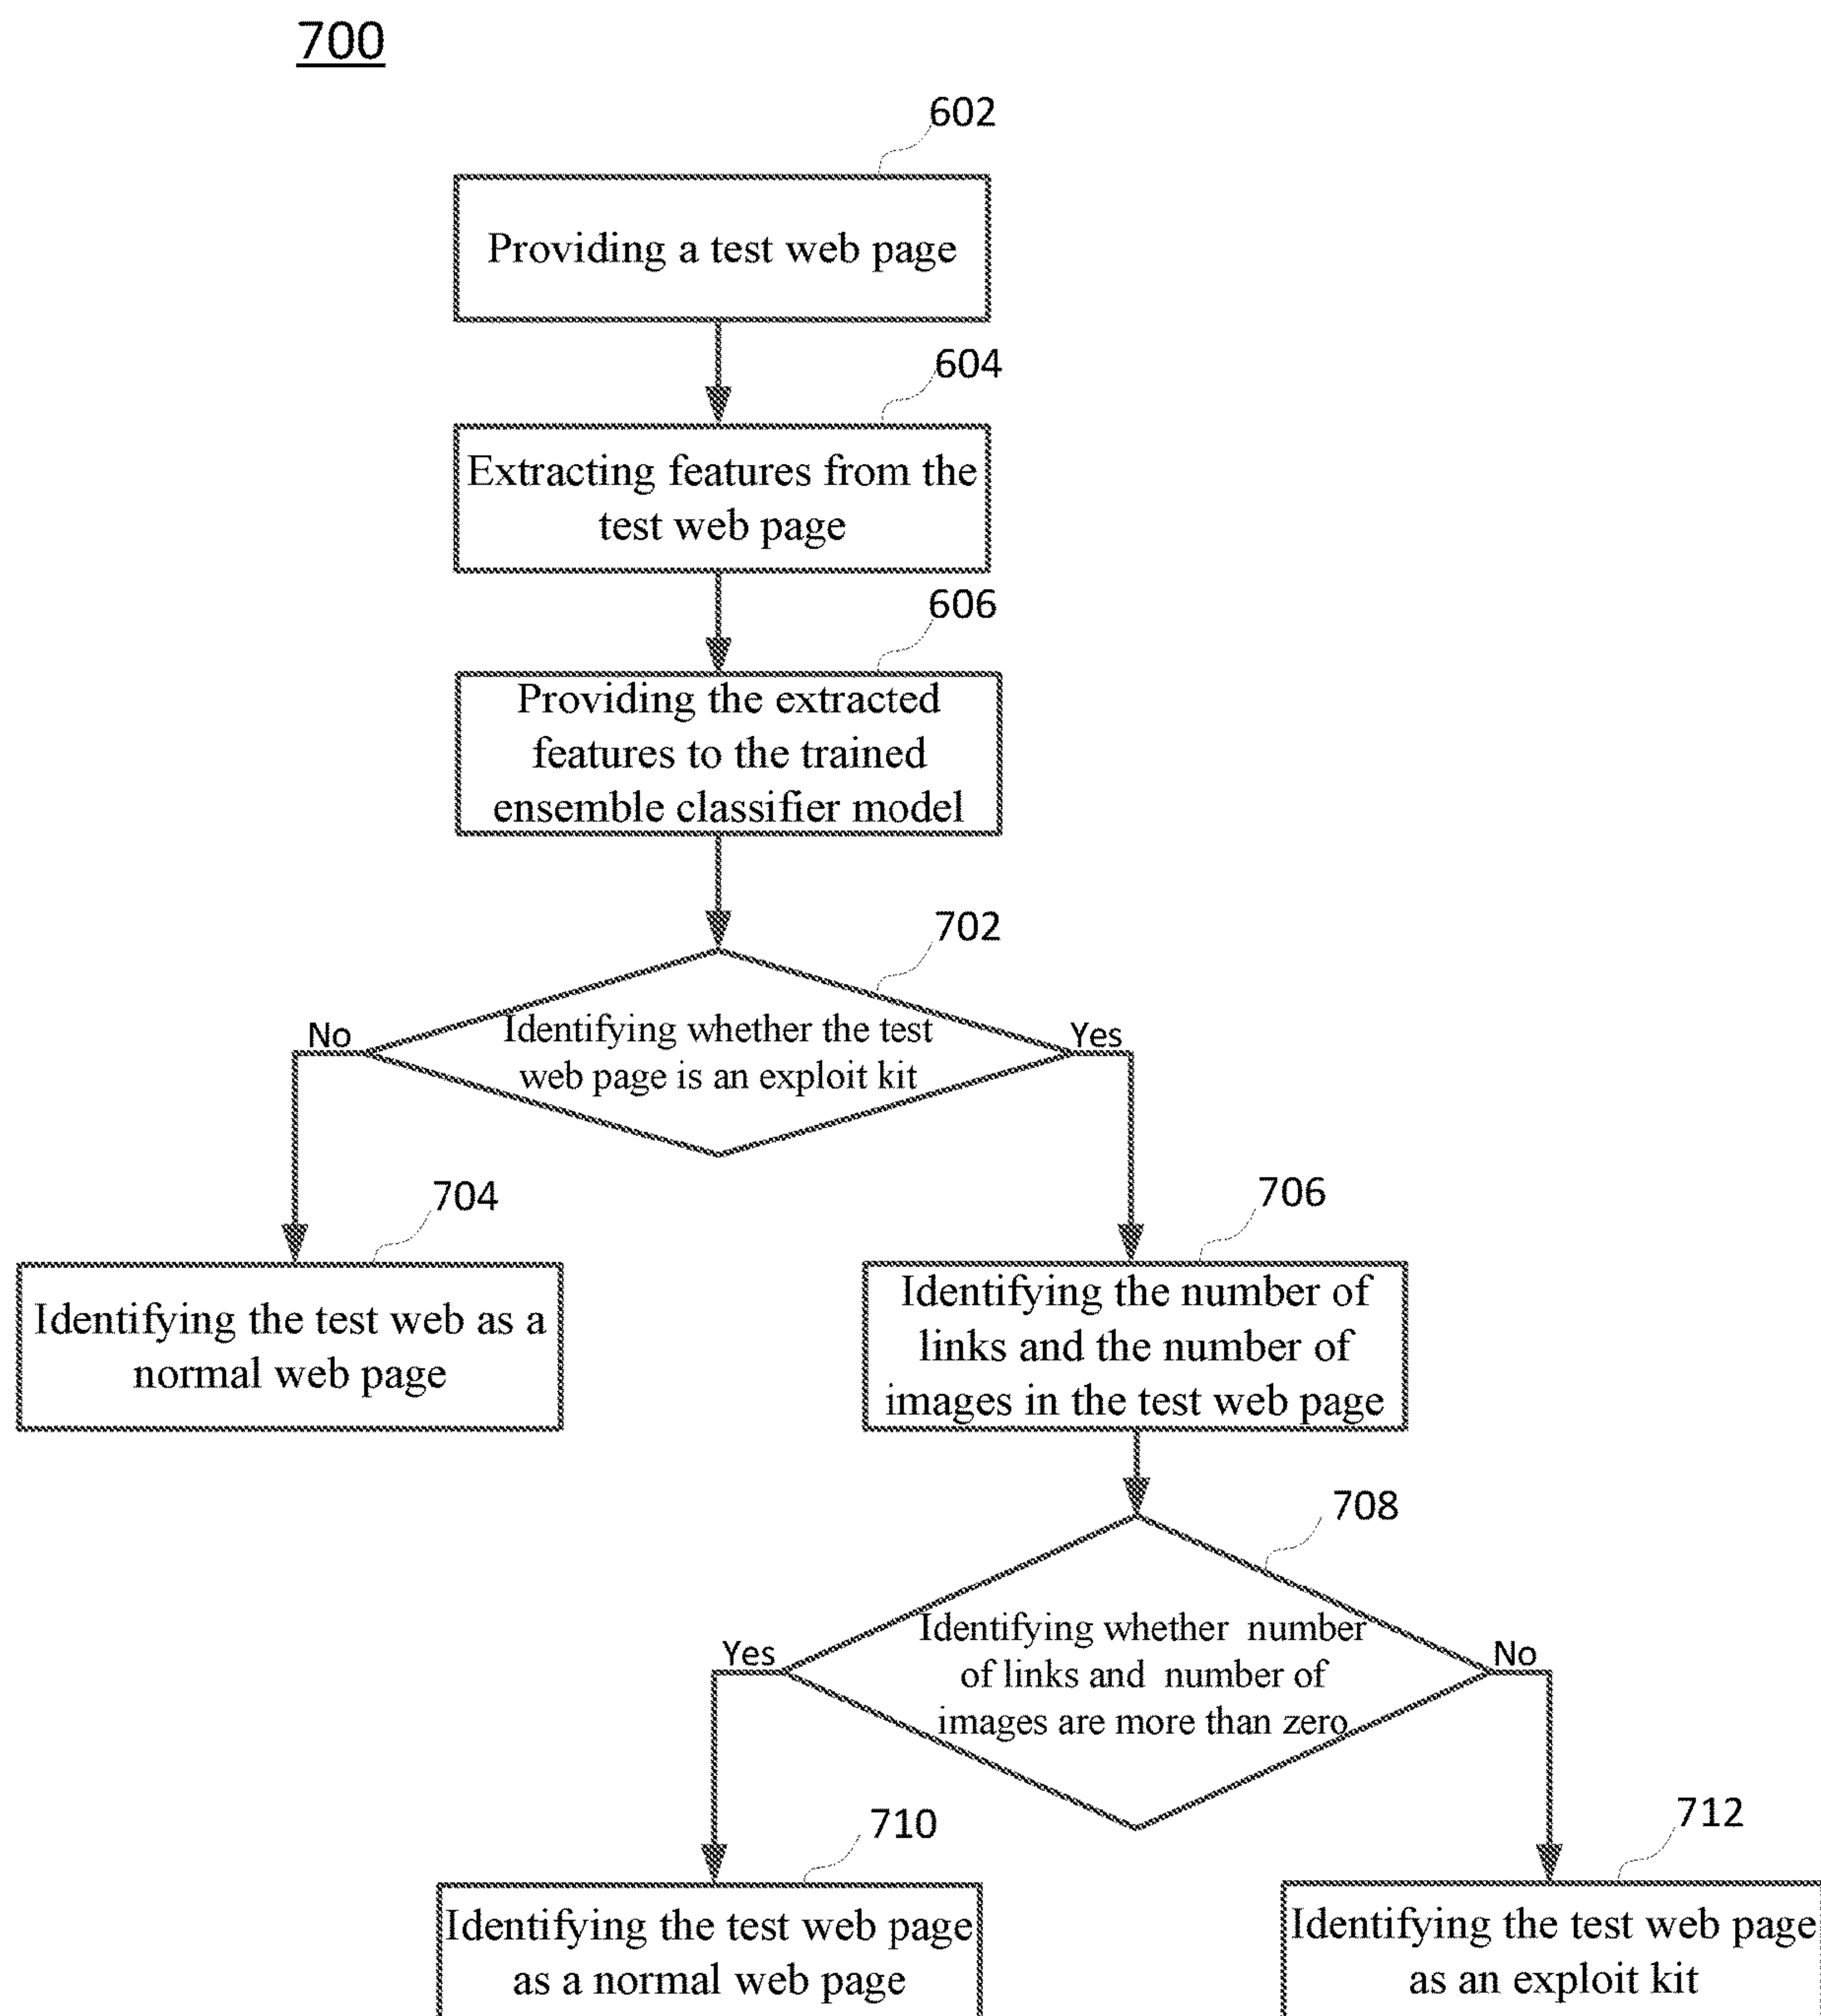 700
602
Providing a test web page
604
Extracting features from the
test web page
606
Providing the extracted
features to the trained
ensemble classifier model
702
No
Identifying whether the test
web page is an exploit kit
Yes
704
Identifying the test web as a
normal web page
706
Identifying the number of
links and the number of
images in the test web page
708
Yes
Identifying whether number
of links and number of
images are more than zero
No
710
Identifying the test web page
as a normal web page
712
Identifying the test web page
as an exploit kit